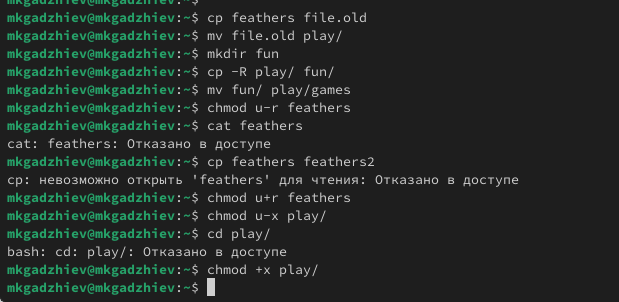 mkgadzhiev@mkgadzhiev:~$
mkgadzhiev@mkgadzhiev:~$ cp feathers file.old
mkgadzhiev@mkgadzhiev:~$ mv file.old play/
mkgadzhiev@mkgadzhiev:~$ mkdir fun
mkgadzhiev@mkgadzhiev:~$ cp -R play/ fun/
mkgadzhiev@mkgadzhiev:~$ mv fun/ play/games
mkgadzhiev@mkgadzhiev:~$ chmod u-r feathers
mkgadzhiev@mkgadzhiev:~$ cat feathers
cat: feathers: Отказано в доступе
mkgadzhiev@mkgadzhiev:~$ cp feathers feathers2
cp: невозможно открыть 'feathers' для чтения: Отказано в доступе
mkgadzhiev@mkgadzhiev:~$ chmod u+r feathers
mkgadzhiev@mkgadzhiev:~$ chmod u-x play/
mkgadzhiev@mkgadzhiev:~$ cd play/
bash: cd: play/: Отказано в доступе
mkgadzhiev@mkgadzhiev:~$ chmod +x play/
mkgadzhiev@mkgadzhiev:~$